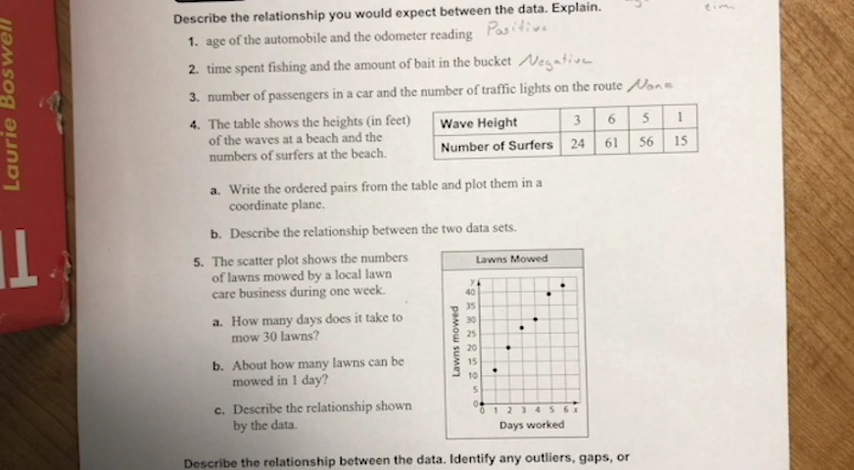 Laurie Boswell
Describe the relationship you would expect between the data. Explain.
1. age of the automobile and the odometer reading Positive
2. time spent fishing and the amount of bait in the bucket Negative
3. number of passengers in a car and the number of traffic lights on the route None
4. The table shows the heights (in feet)
of the waves at a beach and the
numbers of surfers at the beach.
Wave Height 3 6 5 1
Number of Surfers 24 61 56 15
a. Write the ordered pairs from the table and plot them in a
coordinate plane.
b. Describe the relationship between the two data sets.
5. The scatter plot shows the numbers
of lawns mowed by a local lawn
care business during one week.
a. How many days does it take to
mow 30 lawns?
b. About how many lawns can be
mowed in 1 day?
c. Describe the relationship shown
by the data.
Lawns Mowed
y
40
35
30
25
20
15
10
5
0
0 1 2 3 4 5 6 x
Lawns mowed
Days worked
Describe the relationship between the data. Identify any outliers, gaps, or